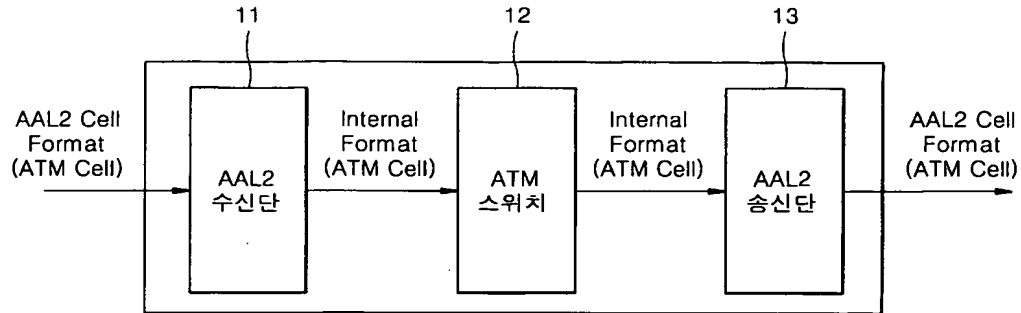 11
12
13
AAL2 Cell
Format
(ATM Cell)
AAL2
수신단
Internal
Format
(ATM Cell)
ATM
스위치
Internal
Format
(ATM Cell)
AAL2
송신단
AAL2 Cell
Format
(ATM Cell)